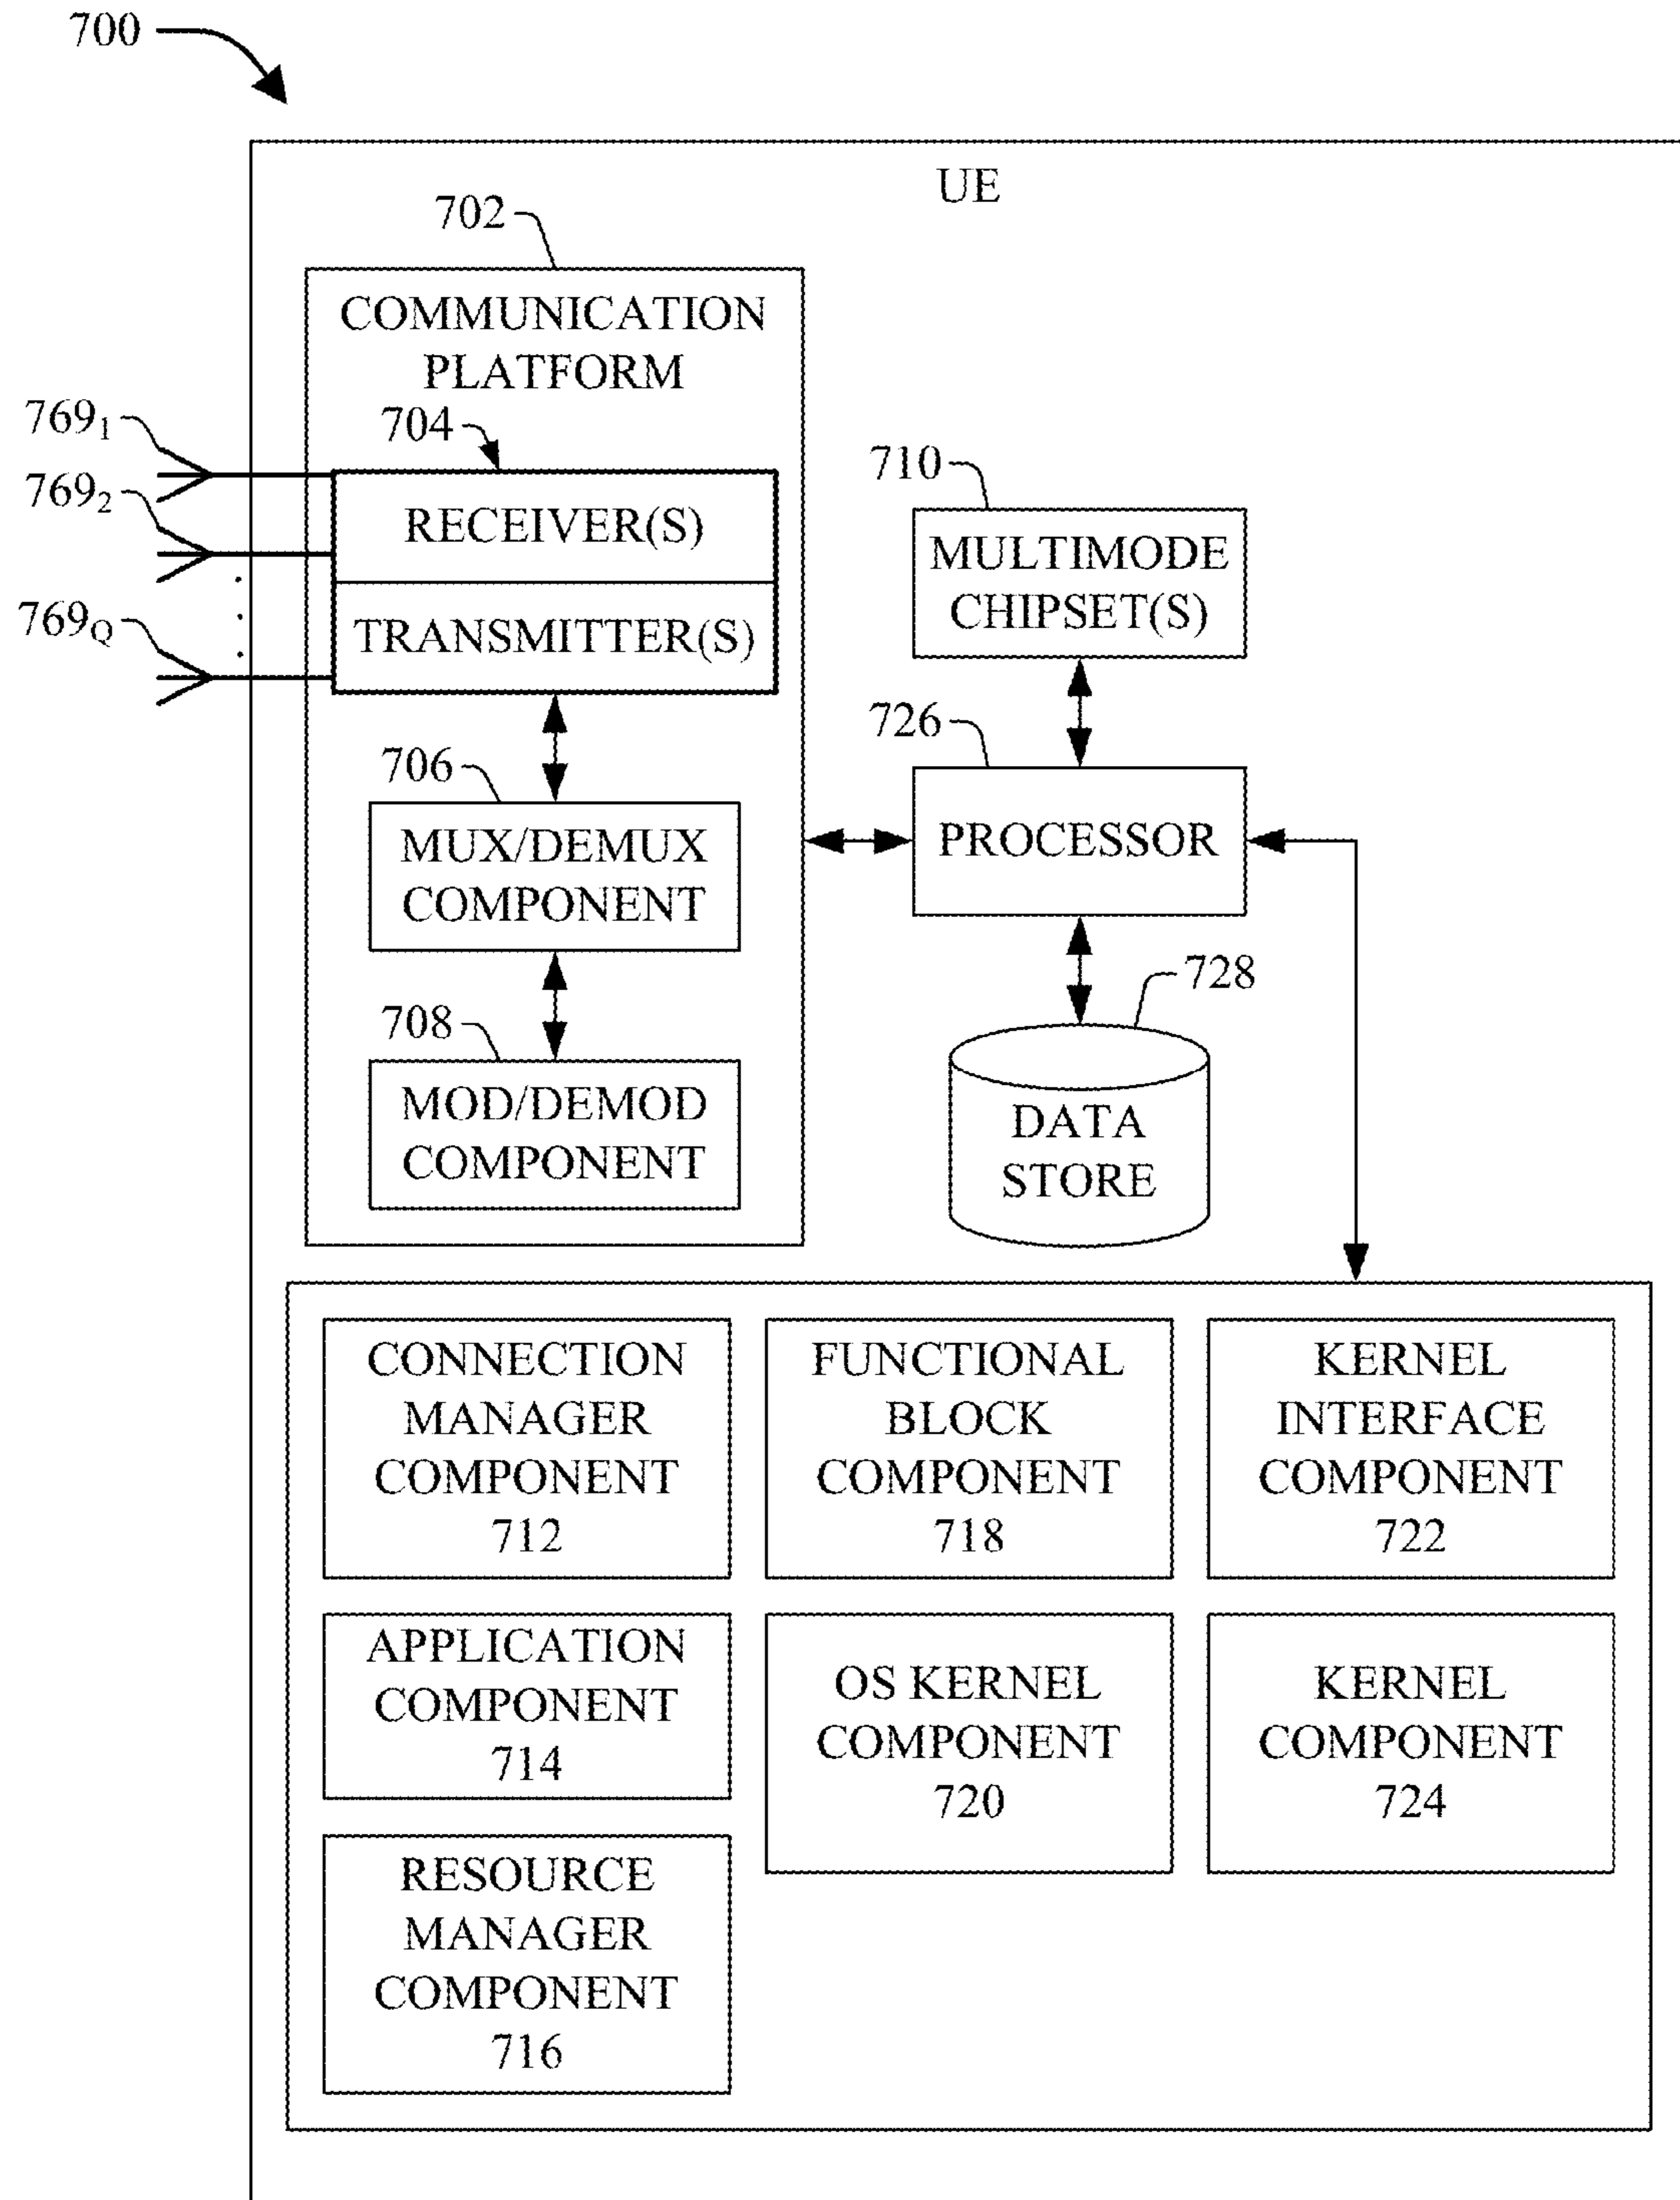 700
UE
702
COMMUNICATION
PLATFORM
704
769₁
769₂
769Q
RECEIVER(S)
TRANSMITTER(S)
706
MUX/DEMUX
COMPONENT
708
MOD/DEMOD
COMPONENT
710
MULTIMODE
CHIPSET(S)
726
PROCESSOR
728
DATA
STORE
CONNECTION
MANAGER
COMPONENT
712
FUNCTIONAL
BLOCK
COMPONENT
718
KERNEL
INTERFACE
COMPONENT
722
APPLICATION
COMPONENT
714
OS KERNEL
COMPONENT
720
KERNEL
COMPONENT
724
RESOURCE
MANAGER
COMPONENT
716